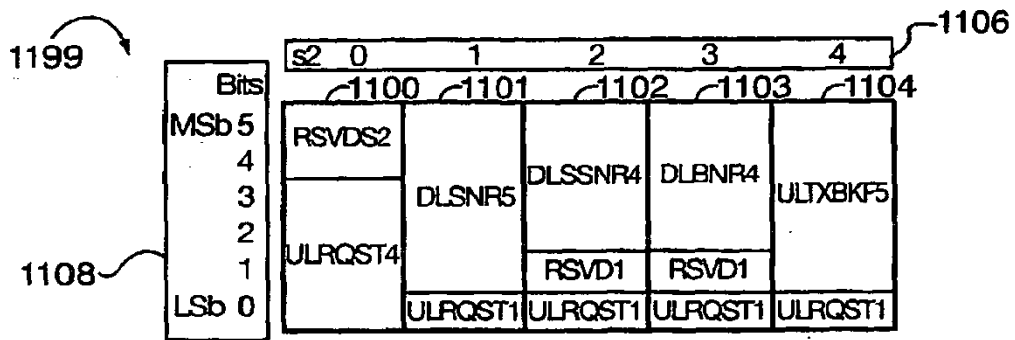 1199
1106
s2 0 1 2 3 4
Bits
1100 1101 1102 1103 1104
MSb 5
4
3
2
1
LSb 0
1108
RSVDS2
ULRQST4
DLSNR5
ULRQST1
DLSSNR4
RSVD1
ULRQST1
DLBNR4
RSVD1
ULRQST1
ULTXBKF5
ULRQST1